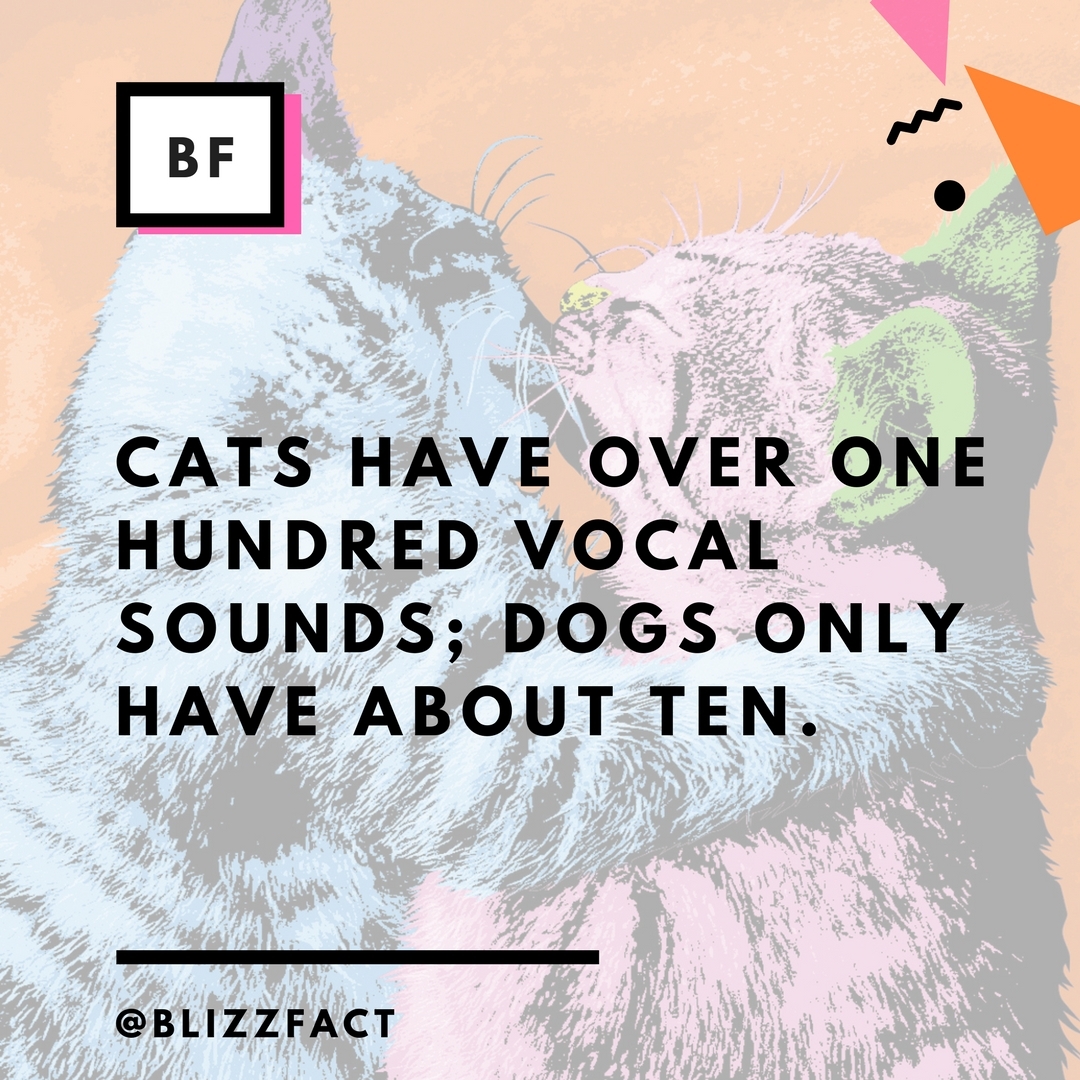 BF
CATS HAVE OVER ONE
HUNDRED VOCAL
SOUNDS; DOGS ONLY
HAVE ABOUT TEN.
@BLIZZFACT